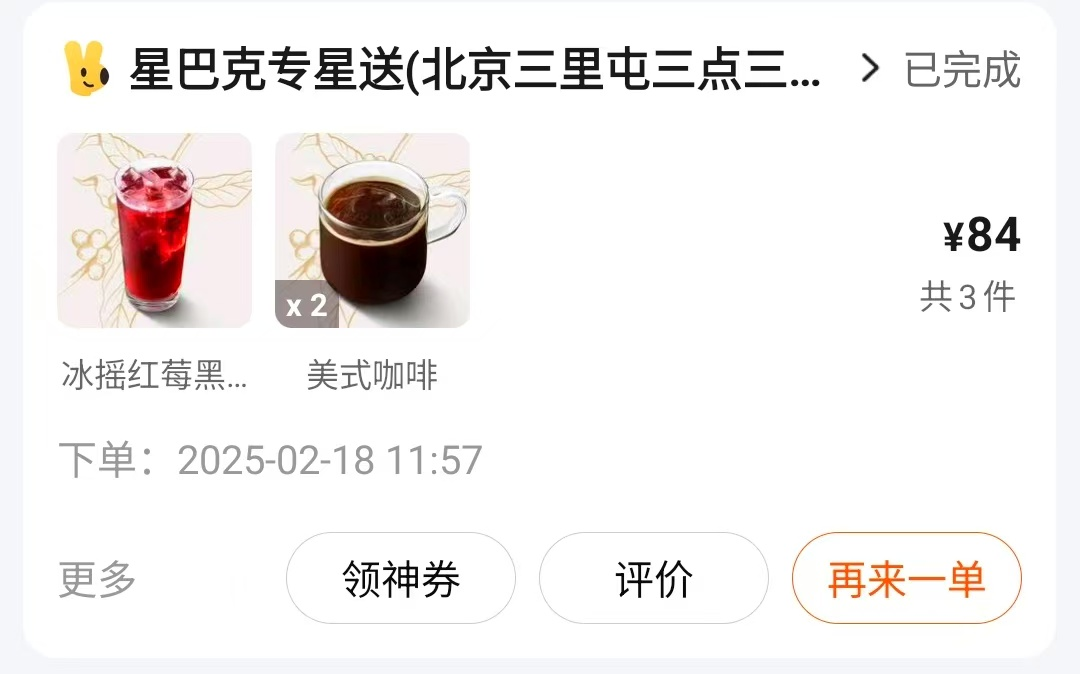 星巴克专星送(北京三里屯三点三... > 已完成
x 2
¥84
共3件
冰摇红莓黑... 美式咖啡
下单：2025-02-18 11:57
更多 领神券 评价 再来一单